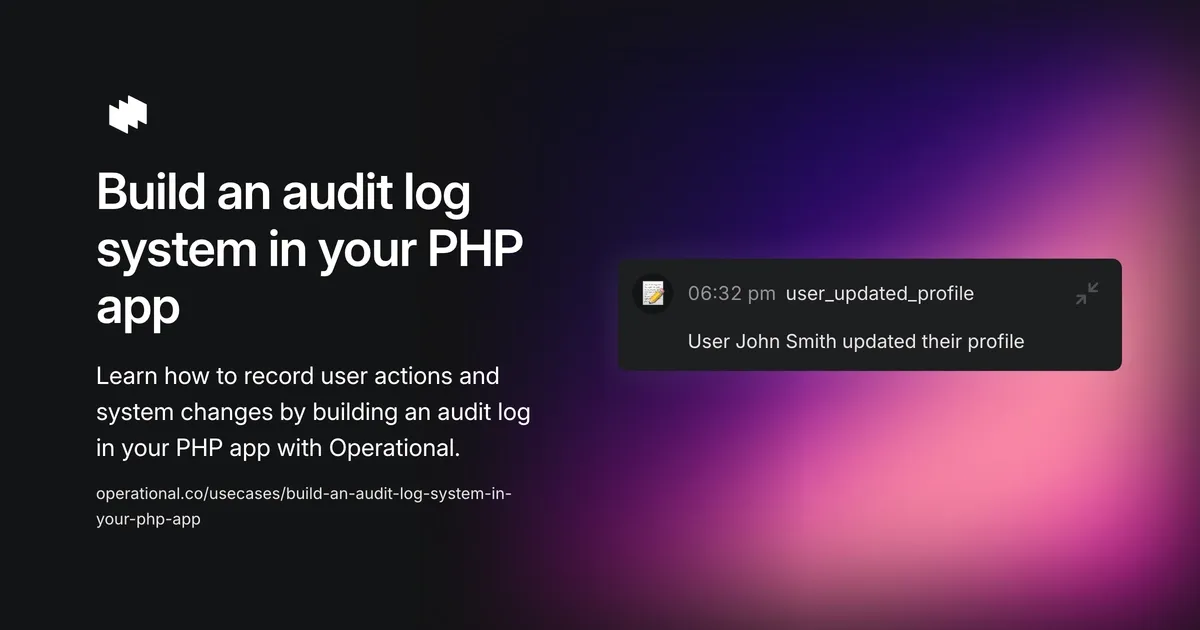 Build an audit log
system in your PHP
app
Learn how to record user actions and
system changes by building an audit log
in your PHP app with Operational.
operational.co/usecases/build-an-audit-log-system-in-
your-php-app
06:32 pm user_updated_profile
User John Smith updated their profile